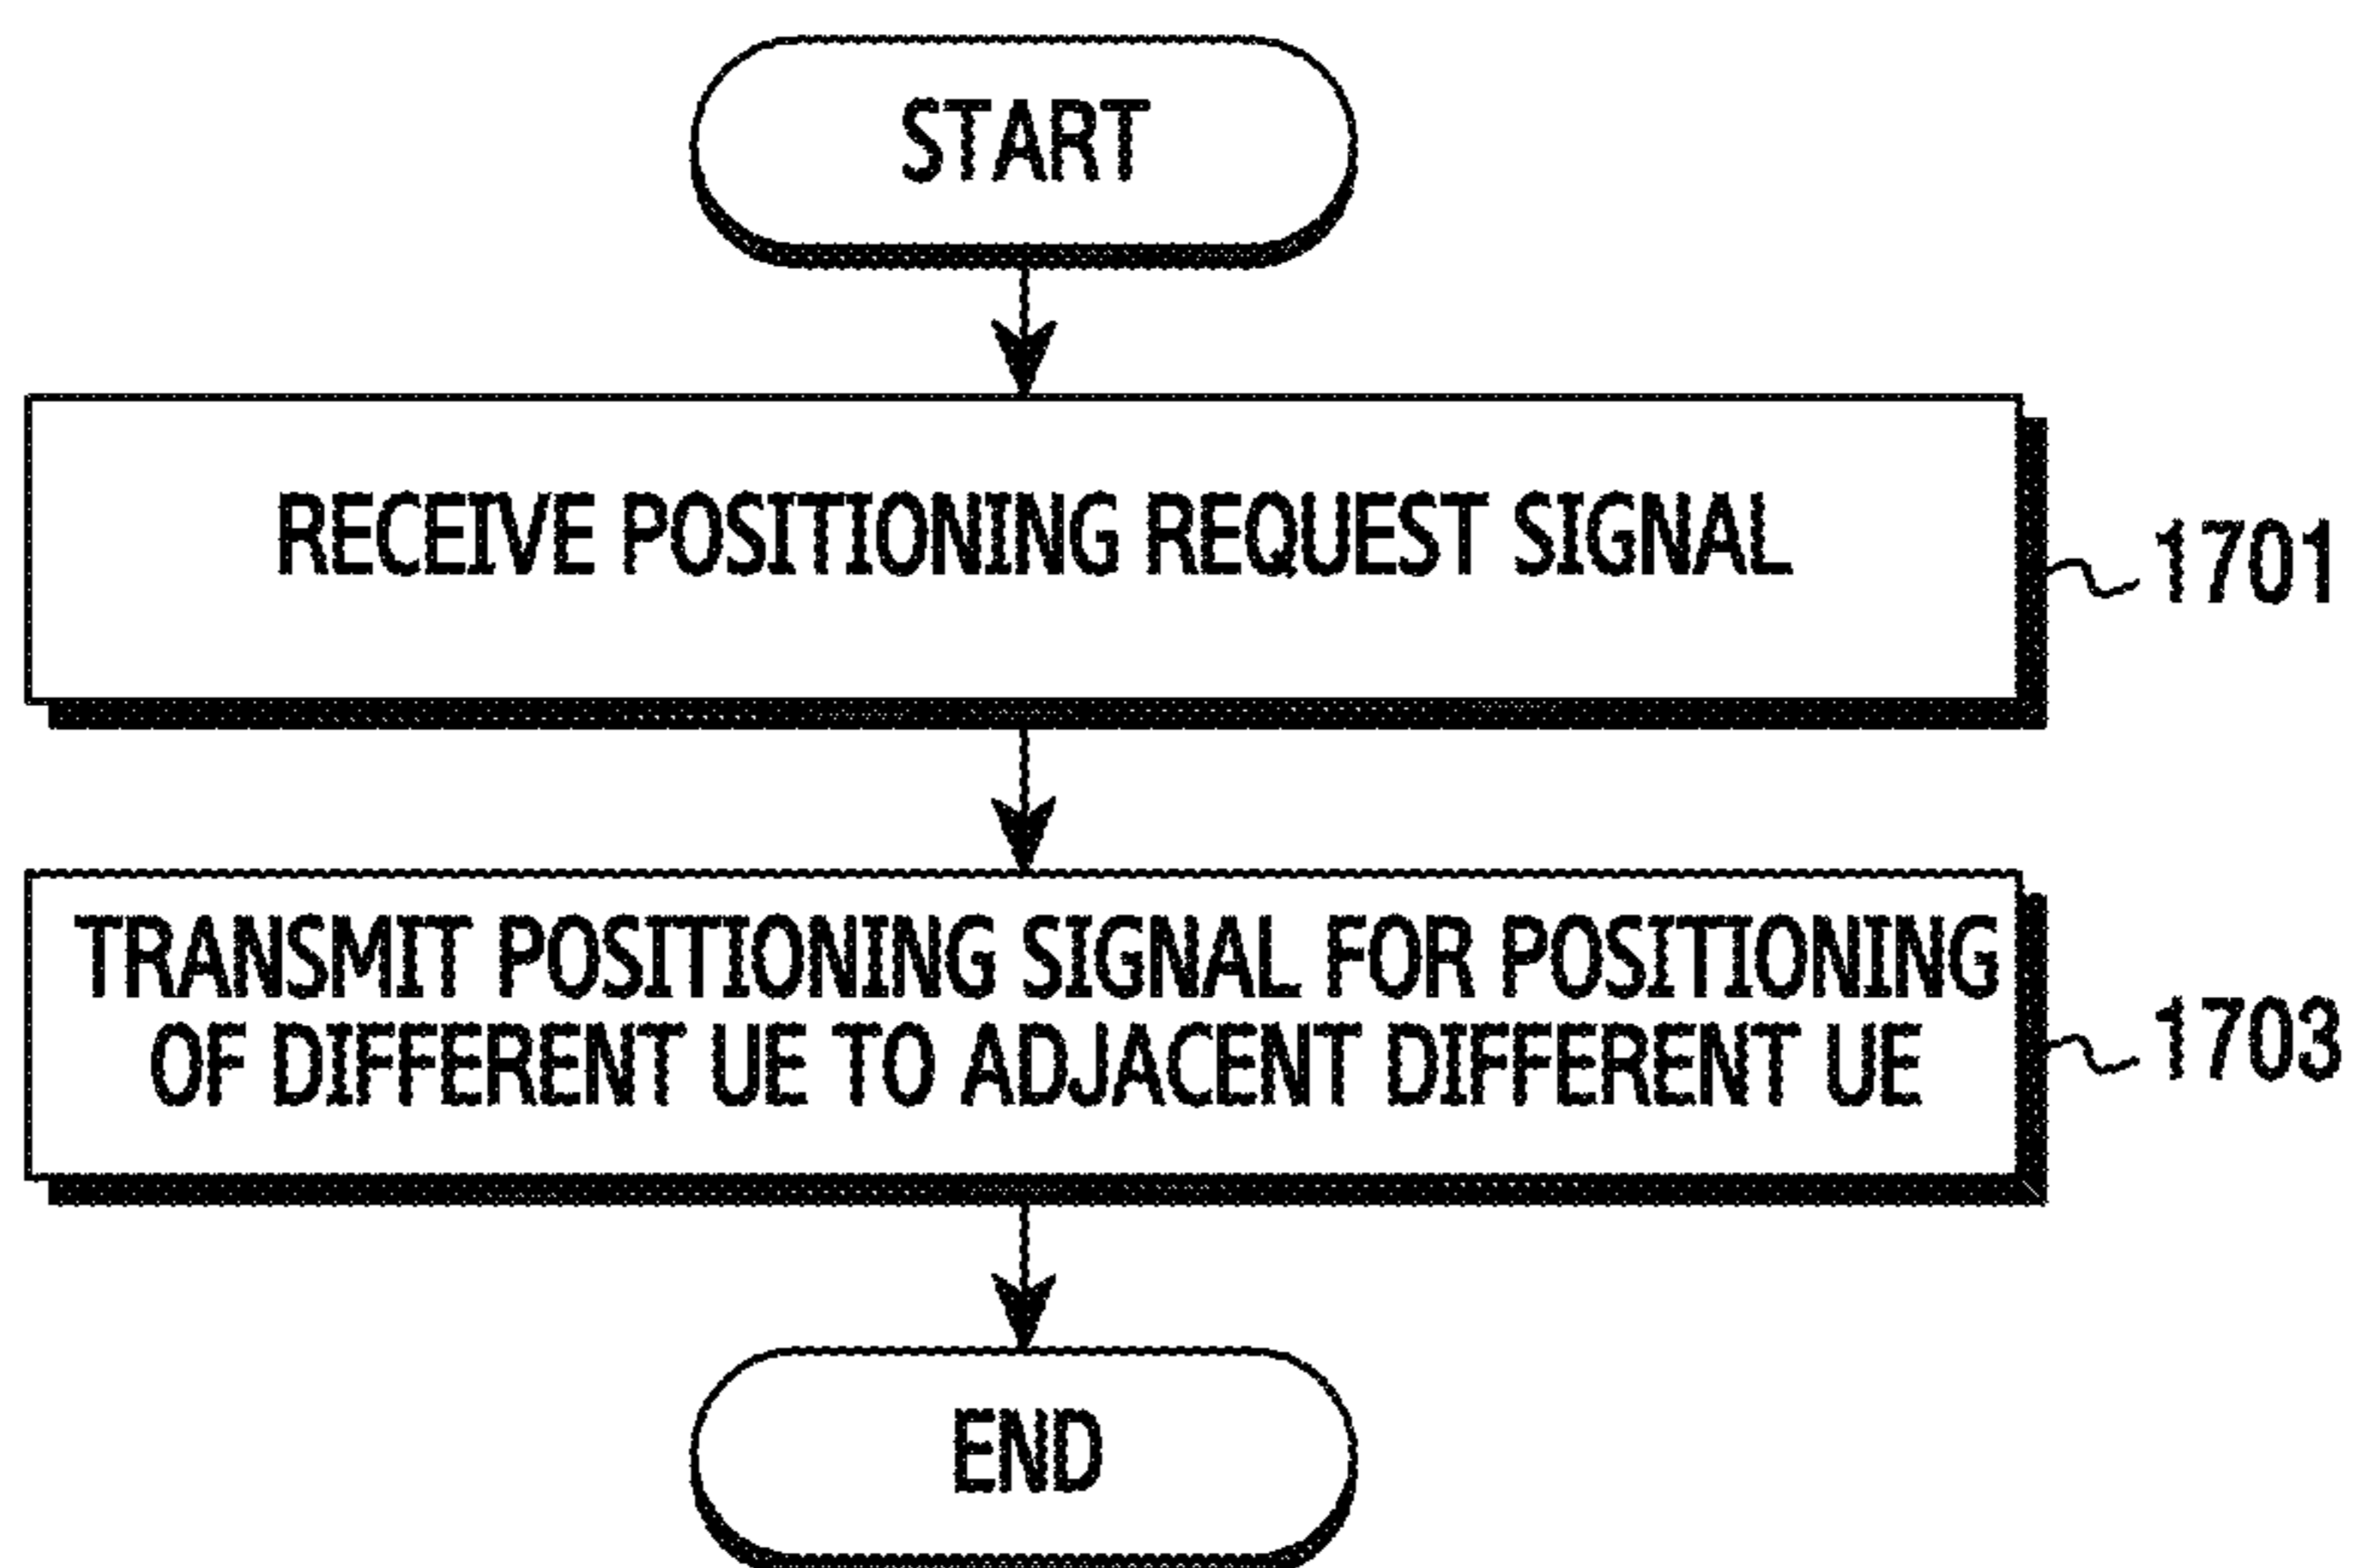 START
RECEIVE POSITIONING REQUEST SIGNAL
1701
TRANSMIT POSITIONING SIGNAL FOR POSITIONING
OF DIFFERENT UE TO ADJACENT DIFFERENT UE
1703
END